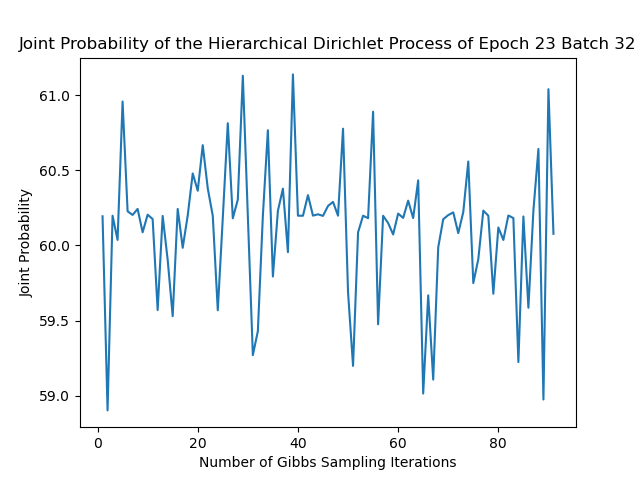 Joint Probability of the Hierarchical Dirichlet Process of Epoch 23 Batch 32
61.0
60.5
60.0
59.5
59.0
Joint Probability
0 20 40 60 80
Number of Gibbs Sampling Iterations